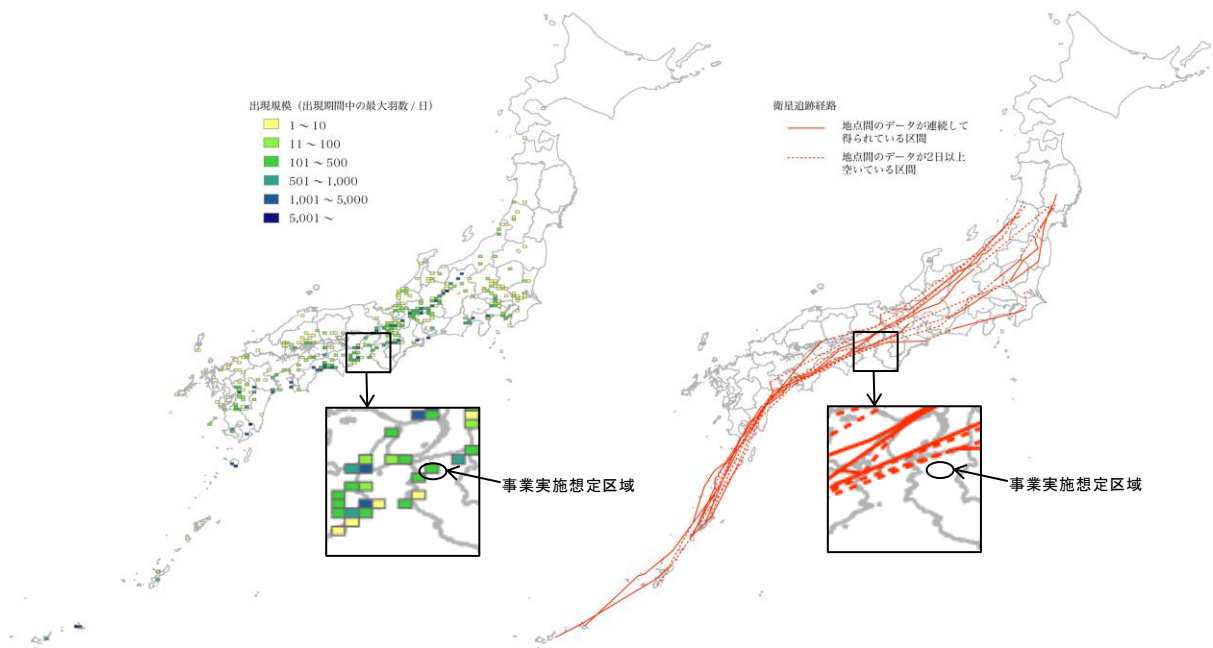 出現規模（出現期間中の最大羽数 / 日）
1～10
11～100
101～500
501～1,000
1,001～5,000
5,001～
事業実施想定区域
衛星追跡経路
地点間のデータが連続して
得られている区間
地点間のデータが2日以上
空いている区間
事業実施想定区域